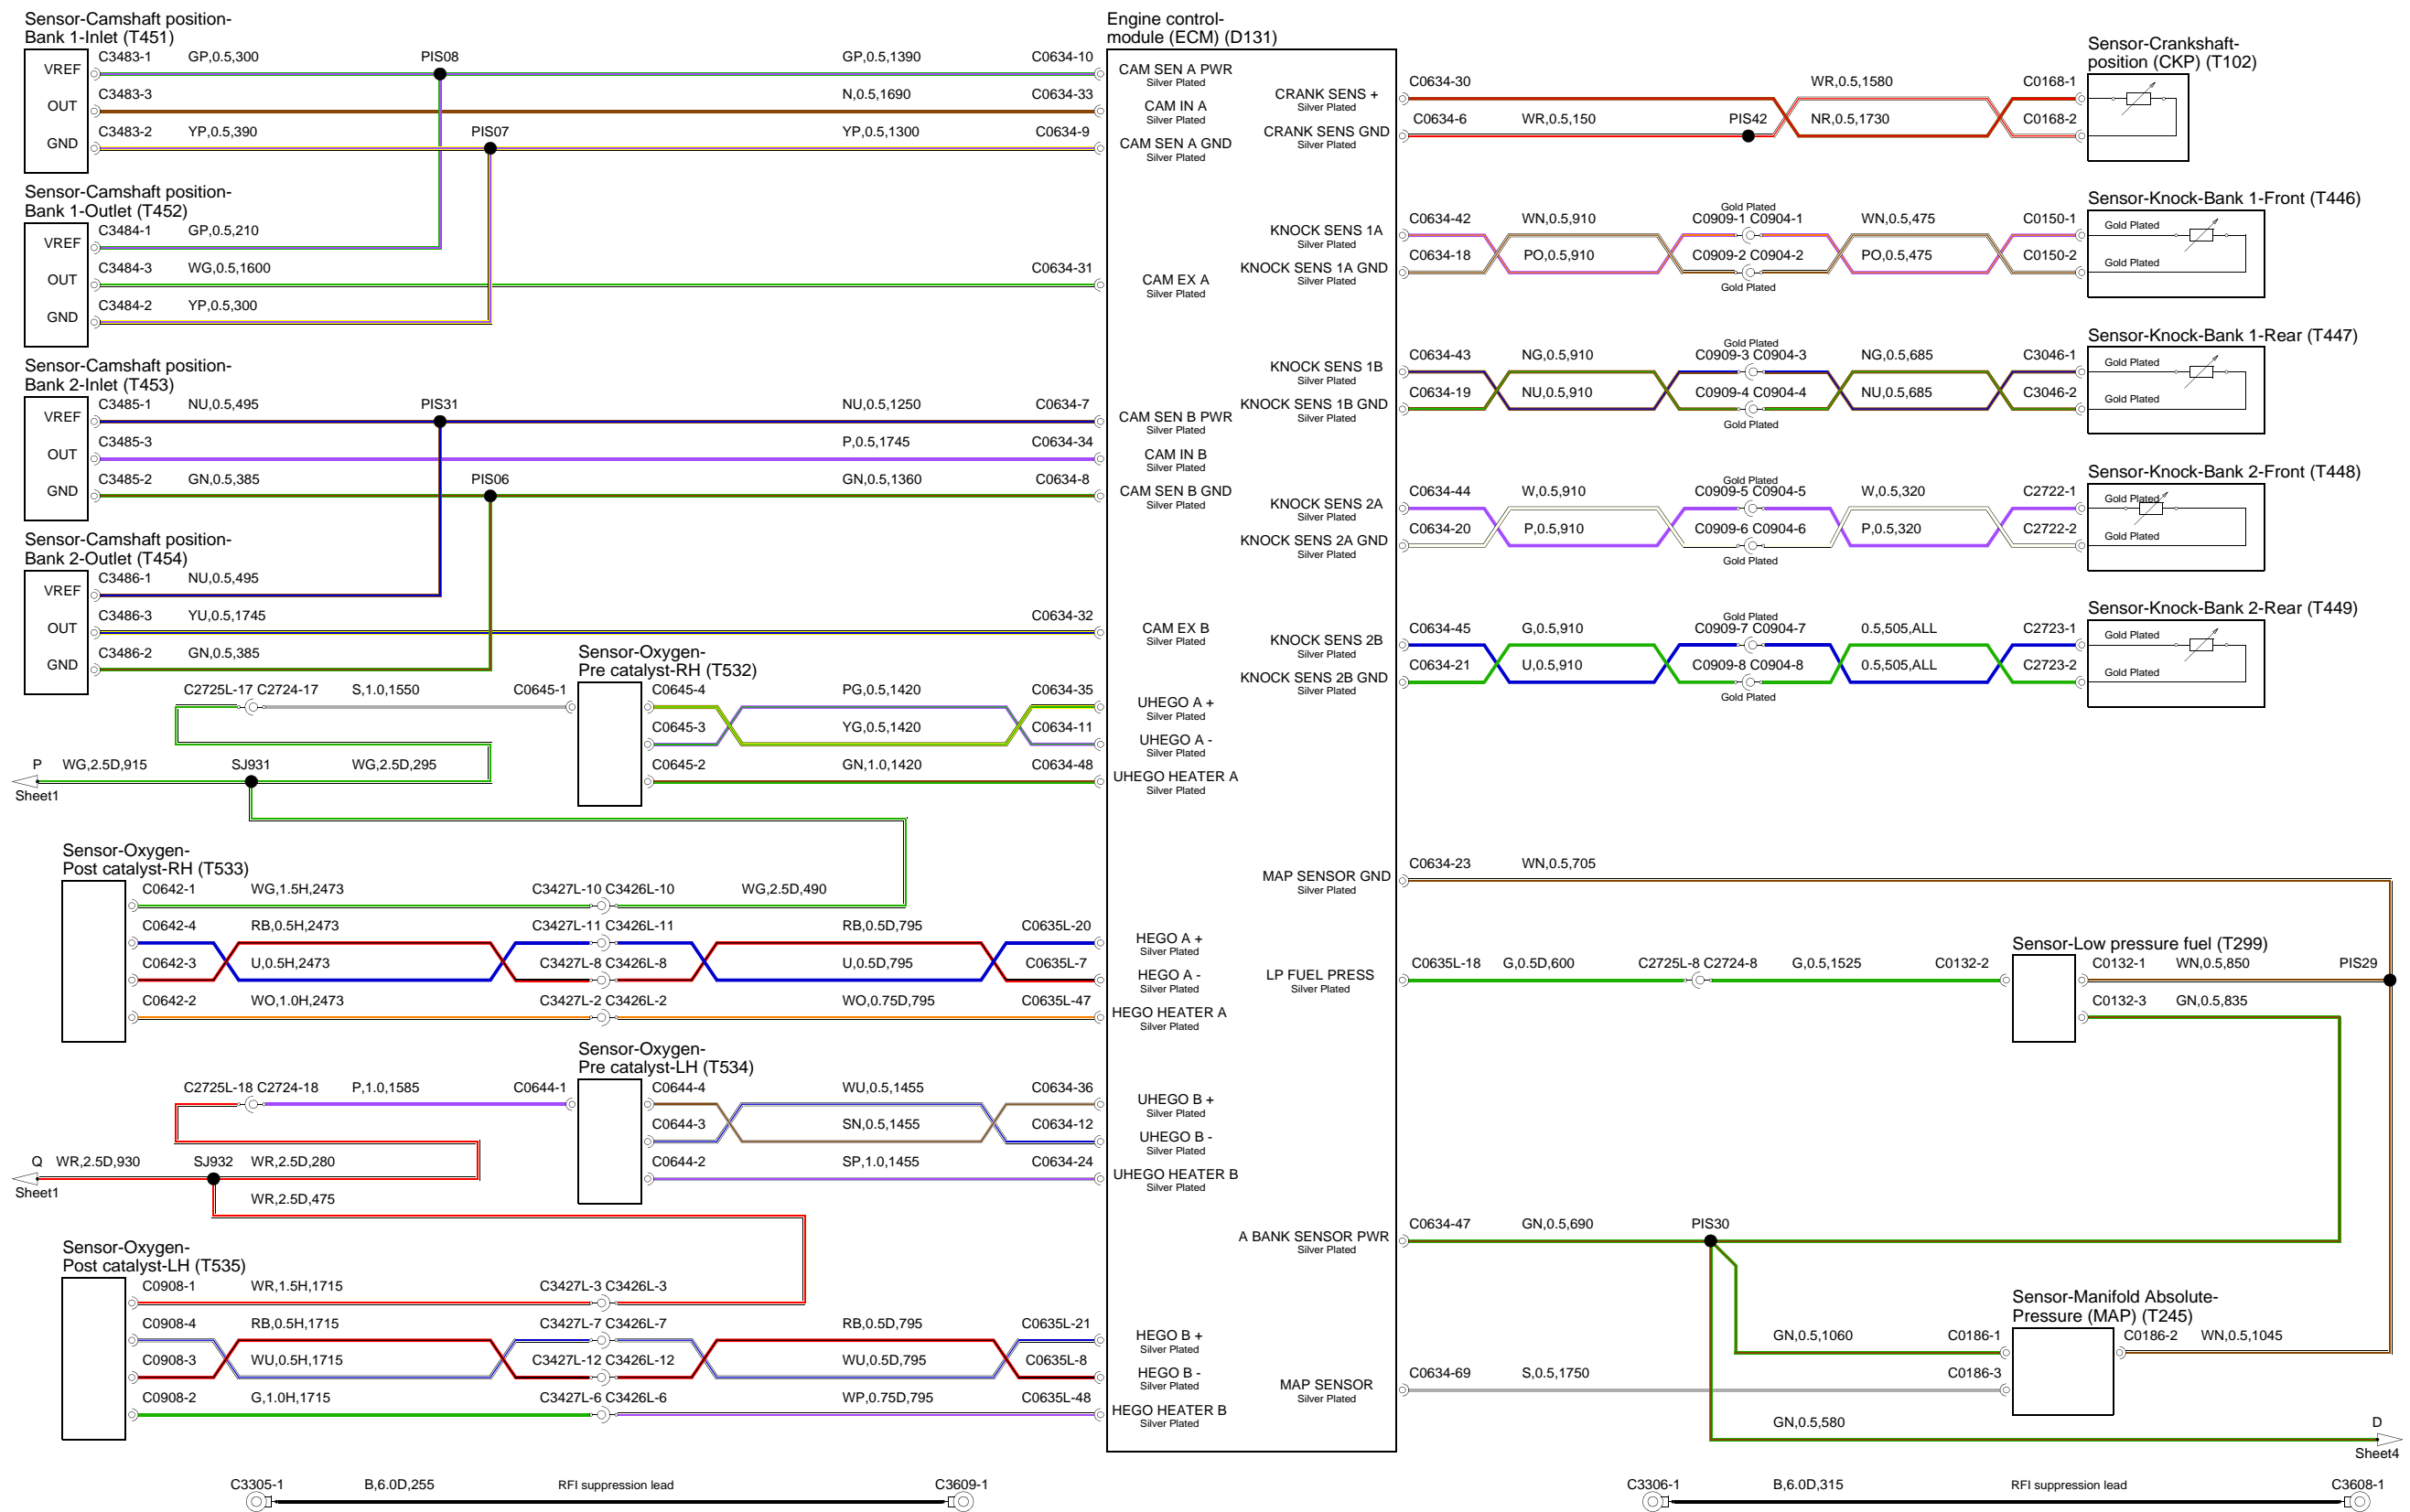 Sensor-Camshaft position-
Bank 1-Inlet (T451)
VREF
OUT
GND
C3483-1 GP,0.5,300 PIS08 GP,0.5,1390 C0634-10
C3483-3 N,0.5,1690 C0634-33
C3483-2 YP,0.5,390 PIS07 YP,0.5,1300 C0634-9
Sensor-Camshaft position-
Bank 1-Outlet (T452)
VREF
OUT
GND
C3484-1 GP,0.5,210
C3484-3 WG,0.5,1600 C0634-31
C3484-2 YP,0.5,300
Sensor-Camshaft position-
Bank 2-Inlet (T453)
VREF
OUT
GND
C3485-1 NU,0.5,495 PIS31 NU,0.5,1250 C0634-7
C3485-3 P,0.5,1745 C0634-34
C3485-2 GN,0.5,385 PIS06 GN,0.5,1360 C0634-8
Sensor-Camshaft position-
Bank 2-Outlet (T454)
VREF
OUT
GND
C3486-1 NU,0.5,495
C3486-3 YU,0.5,1745 C0634-32
C3486-2 GN,0.5,385
Sensor-Oxygen-
Pre catalyst-RH (T532)
C2725L-17 C2724-17 S,1.0,1550 C0645-1
C0645-4 PG,0.5,1420 C0634-35
C0645-3 YG,0.5,1420 C0634-11
C0645-2 GN,1.0,1420 C0634-48
P WG,2.5D,915 SJ931 WG,2.5D,295
Sheet1
Sensor-Oxygen-
Post catalyst-RH (T533)
C0642-1 WG,1.5H,2473 C3427L-10 C3426L-10 WG,2.5D,490
C0642-4 RB,0.5H,2473 C3427L-11 C3426L-11 RB,0.5D,795 C0635L-20
C0642-3 U,0.5H,2473 C3427L-8 C3426L-8 U,0.5D,795 C0635L-7
C0642-2 WO,1.0H,2473 C3427L-2 C3426L-2 WO,0.75D,795 C0635L-47
Sensor-Oxygen-
Pre catalyst-LH (T534)
C2725L-18 C2724-18 P,1.0,1585 C0644-1
C0644-4 WU,0.5,1455 C0634-36
C0644-3 SN,0.5,1455 C0634-12
C0644-2 SP,1.0,1455 C0634-24
Q WR,2.5D,930 SJ932 WR,2.5D,280
Sheet1
WR,2.5D,475
Sensor-Oxygen-
Post catalyst-LH (T535)
C0908-1 WR,1.5H,1715 C3427L-3 C3426L-3
C0908-4 RB,0.5H,1715 C3427L-7 C3426L-7 RB,0.5D,795 C0635L-21
C0908-3 WU,0.5H,1715 C3427L-12 C3426L-12 WU,0.5D,795 C0635L-8
C0908-2 G,1.0H,1715 C3427L-6 C3426L-6 WP,0.75D,795 C0635L-48
C3305-1 B,6.0D,255 RFI suppression lead C3609-1
Engine control-
module (ECM) (D131)
CAM SEN A PWR
Silver Plated
CAM IN A
Silver Plated
CAM SEN A GND
Silver Plated
CAM EX A
Silver Plated
CAM SEN B PWR
Silver Plated
CAM IN B
Silver Plated
CAM SEN B GND
Silver Plated
CAM EX B
Silver Plated
UHEGO A +
Silver Plated
UHEGO A -
Silver Plated
UHEGO HEATER A
Silver Plated
HEGO A +
Silver Plated
HEGO A -
Silver Plated
HEGO HEATER A
Silver Plated
UHEGO B +
Silver Plated
UHEGO B -
Silver Plated
UHEGO HEATER B
Silver Plated
HEGO B +
Silver Plated
HEGO B -
Silver Plated
HEGO HEATER B
Silver Plated
CRANK SENS +
Silver Plated
CRANK SENS GND
Silver Plated
KNOCK SENS 1A
Silver Plated
KNOCK SENS 1A GND
Silver Plated
KNOCK SENS 1B
Silver Plated
KNOCK SENS 1B GND
Silver Plated
KNOCK SENS 2A
Silver Plated
KNOCK SENS 2A GND
Silver Plated
KNOCK SENS 2B
Silver Plated
KNOCK SENS 2B GND
Silver Plated
MAP SENSOR GND
Silver Plated
LP FUEL PRESS
Silver Plated
A BANK SENSOR PWR
Silver Plated
MAP SENSOR
Silver Plated
Sensor-Crankshaft-
position (CKP) (T102)
C0634-30 WR,0.5,1580 C0168-1
C0634-6 WR,0.5,150 PIS42 NR,0.5,1730 C0168-2
Sensor-Knock-Bank 1-Front (T446)
Gold Plated
C0634-42 WN,0.5,910 C0909-1 C0904-1 WN,0.5,475 C0150-1
Gold Plated
C0634-18 PO,0.5,910 C0909-2 C0904-2 PO,0.5,475 C0150-2
Gold Plated
Gold Plated
Sensor-Knock-Bank 1-Rear (T447)
Gold Plated
C0634-43 NG,0.5,910 C0909-3 C0904-3 NG,0.5,685 C3046-1
Gold Plated
C0634-19 NU,0.5,910 C0909-4 C0904-4 NU,0.5,685 C3046-2
Gold Plated
Gold Plated
Sensor-Knock-Bank 2-Front (T448)
Gold Plated
C0634-44 W,0.5,910 C0909-5 C0904-5 W,0.5,320 C2722-1
Gold Plated
C0634-20 P,0.5,910 C0909-6 C0904-6 P,0.5,320 C2722-2
Gold Plated
Gold Plated
Sensor-Knock-Bank 2-Rear (T449)
Gold Plated
C0634-45 G,0.5,910 C0909-7 C0904-7 0.5,505,ALL C2723-1
Gold Plated
C0634-21 U,0.5,910 C0909-8 C0904-8 0.5,505,ALL C2723-2
Gold Plated
Gold Plated
C0634-23 WN,0.5,705
Sensor-Low pressure fuel (T299)
C0635L-18 G,0.5D,600 C2725L-8 C2724-8 G,0.5,1525 C0132-2
C0132-1 WN,0.5,850 PIS29
C0132-3 GN,0.5,835
C0634-47 GN,0.5,690 PIS30
Sensor-Manifold Absolute-
Pressure (MAP) (T245)
GN,0.5,1060 C0186-1 C0186-2 WN,0.5,1045
C0634-69 S,0.5,1750 C0186-3
GN,0.5,580 D
Sheet4
C3306-1 B,6.0D,315 RFI suppression lead C3608-1